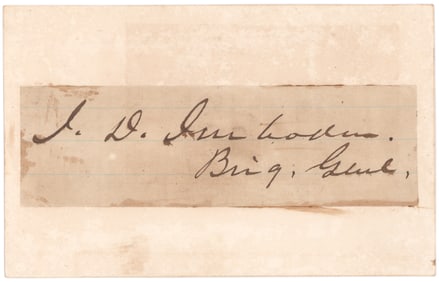 J. D. Imboden.
Brig. Genl.